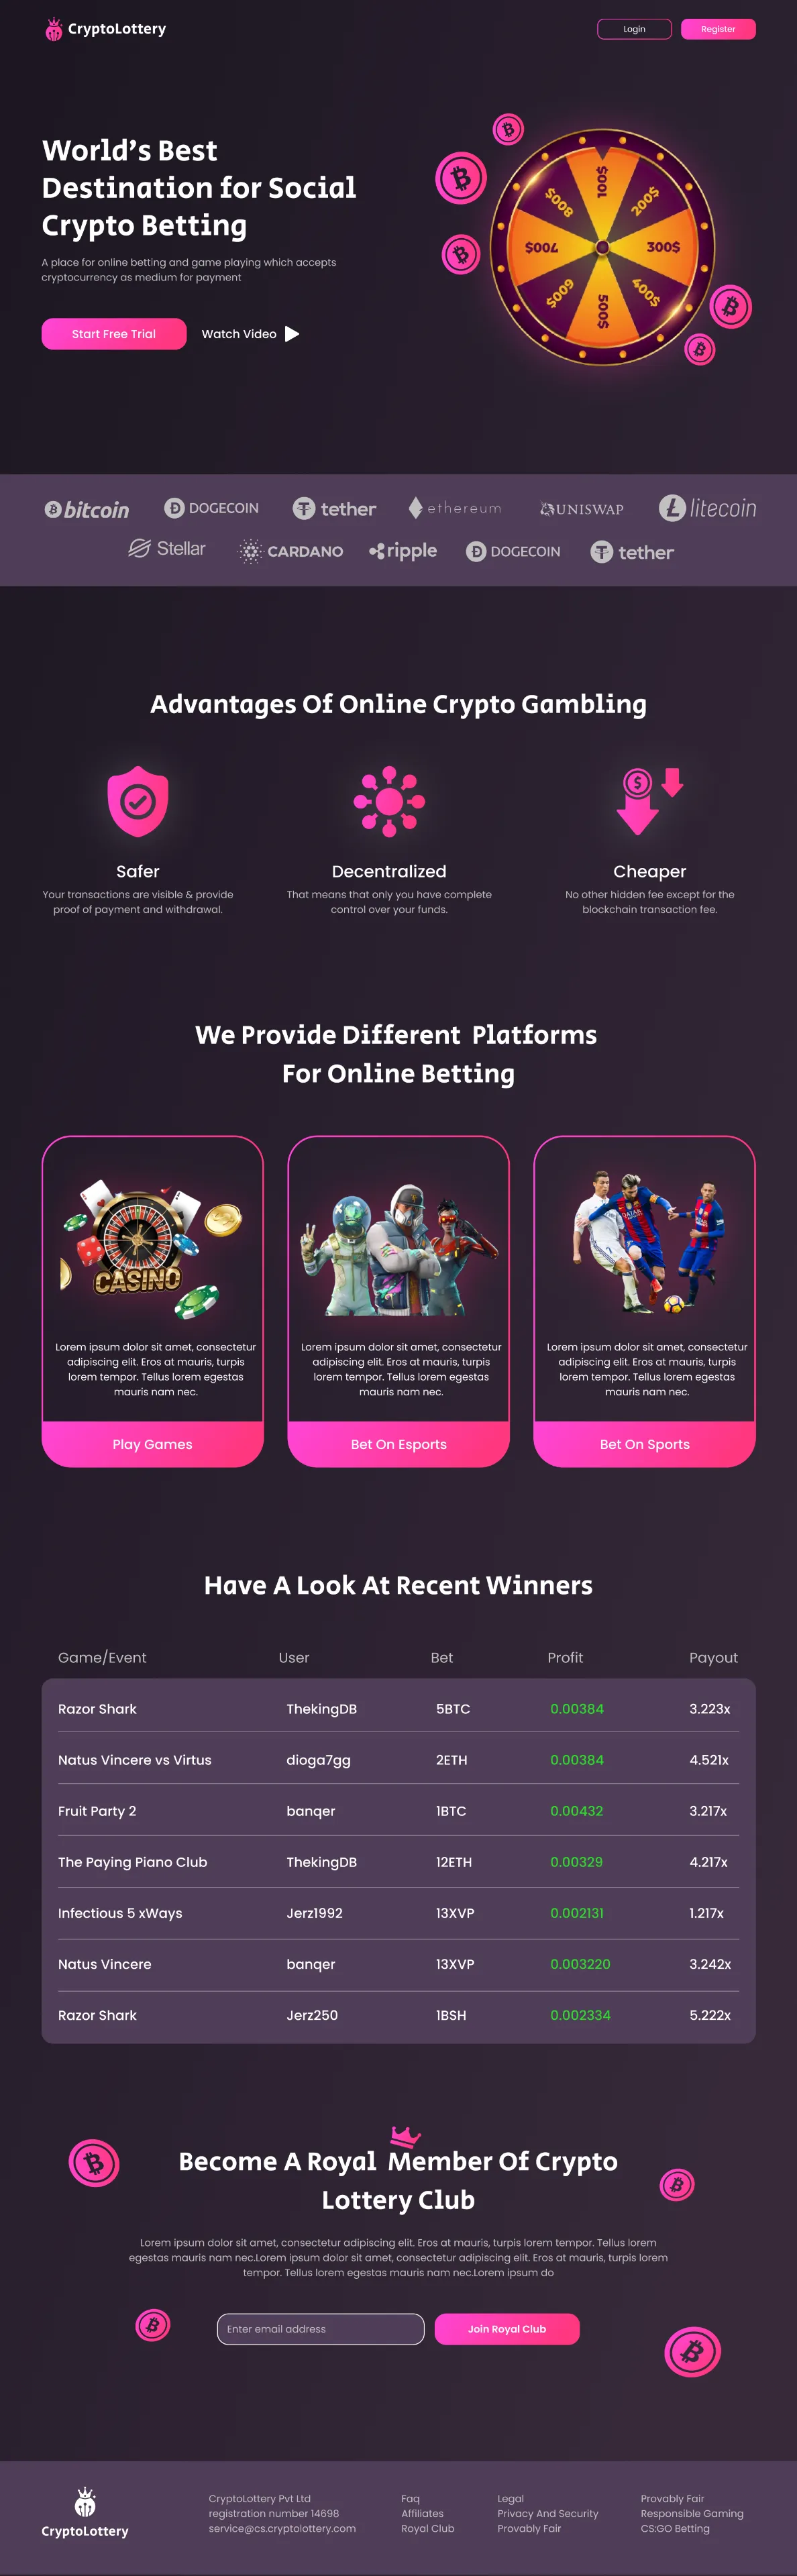 CryptoLottery
Login
Register
World's Best
Destination for Social
Crypto Betting
A place for online betting and game playing which accepts
cryptocurrency as medium for payment
Start Free Trial
Watch Video
100$
200$
300$
400$
500$
600$
700$
800$
bitcoin
DOGECOIN
tether
ethereum
UNISWAP
litecoin
Stellar
CARDANO
ripple
DOGECOIN
tether
Advantages Of Online Crypto Gambling
Safer
Your transactions are visible & provide
proof of payment and withdrawal.
Decentralized
That means that only you have complete
control over your funds.
Cheaper
No other hidden fee except for the
blockchain transaction fee.
We Provide Different Platforms
For Online Betting
CASINO
Lorem ipsum dolor sit amet, consectetur
adipiscing elit. Eros at mauris, turpis
lorem tempor. Tellus lorem egestas
mauris nam nec.
Play Games
Lorem ipsum dolor sit amet, consectetur
adipiscing elit. Eros at mauris, turpis
lorem tempor. Tellus lorem egestas
mauris nam nec.
Bet On Esports
Lorem ipsum dolor sit amet, consectetur
adipiscing elit. Eros at mauris, turpis
lorem tempor. Tellus lorem egestas
mauris nam nec.
Bet On Sports
Have A Look At Recent Winners
Game/Event User Bet Profit Payout
Razor Shark ThekingDB 5BTC 0.00384 3.223x
Natus Vincere vs Virtus dioga7gg 2ETH 0.00384 4.521x
Fruit Party 2 banqer 1BTC 0.00432 3.217x
The Paying Piano Club ThekingDB 12ETH 0.00329 4.217x
Infectious 5 xWays Jerz1992 13XVP 0.002131 1.217x
Natus Vincere banqer 13XVP 0.003220 3.242x
Razor Shark Jerz250 1BSH 0.002334 5.222x
Become A Royal Member Of Crypto
Lottery Club
Lorem ipsum dolor sit amet, consectetur adipiscing elit. Eros at mauris, turpis lorem tempor. Tellus lorem
egestas mauris nam nec.Lorem ipsum dolor sit amet, consectetur adipiscing elit. Eros at mauris, turpis lorem
tempor. Tellus lorem egestas mauris nam nec.Lorem ipsum do
Enter email address
Join Royal Club
CryptoLottery
CryptoLottery Pvt Ltd
registration number 14698
service@cs.cryptolottery.com
Faq
Affiliates
Royal Club
Legal
Privacy And Security
Provably Fair
Provably Fair
Responsible Gaming
CS:GO Betting